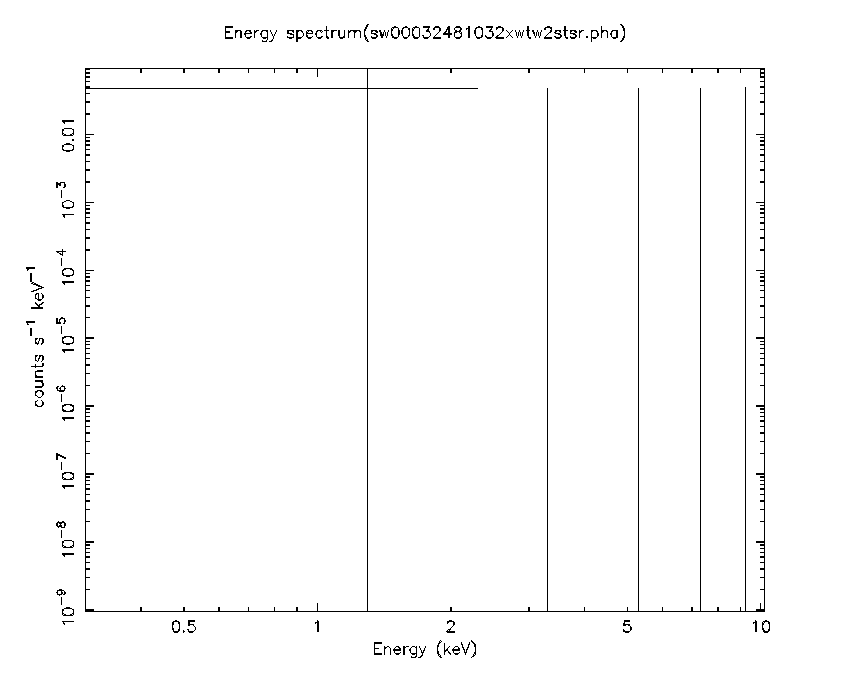 Energy spectrum(sw00032481032xwtw2stsr.pha)
counts s⁻¹ keV⁻¹
0.01
10⁻³
10⁻⁴
10⁻⁵
10⁻⁶
10⁻⁷
10⁻⁸
10⁻⁹
0.5 1 2 5 10
Energy (keV)